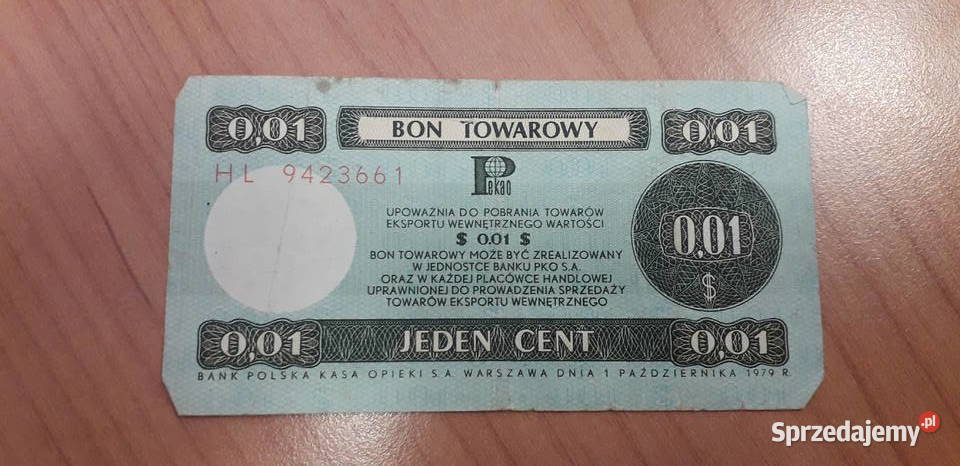 0,01 BON TOWAROWY 0,01
HL 9423661
Pekao
UPOWAŻNIA DO POBRANIA TOWARÓW
EKSPORTU WEWNĘTRZNEGO WARTOŚCI
$ 0.01 $
BON TOWAROWY MOŻE BYĆ ZREALIZOWANY
W JEDNOSTCE BANKU PKO S.A.
ORAZ W KAŻDEJ PLACÓWCE HANDLOWEJ
UPRAWNIONEJ DO PROWADZENIA SPRZEDAŻY
TOWARÓW EKSPORTU WEWNĘTRZNEGO
0,01
$
0,01 JEDEN CENT 0,01
BANK POLSKA KASA OPIEKI S.A. WARSZAWA DNIA 1 PAŹDZIERNIKA 1979 R.
Sprzedajemy.pl